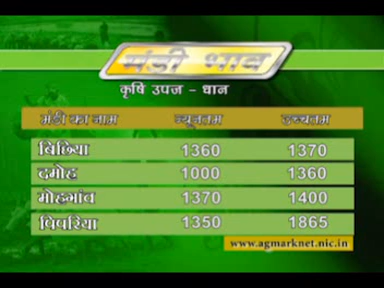 मंडी भाव
कृषि उपज - धान
मंडी का नाम न्यूनतम उच्चतम
बिछिया 1360 1370
दमोह 1000 1360
मोहगांव 1370 1400
पिपरिया 1350 1865
www.agmarknet.nic.in